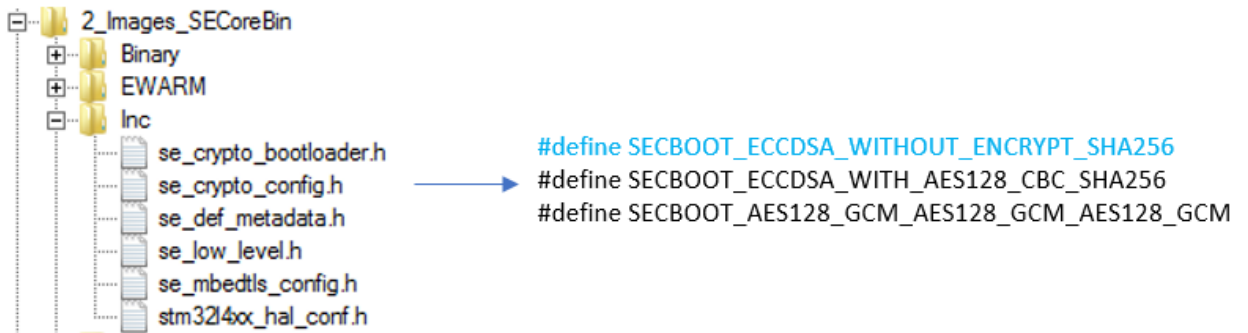 2_Images_SECoreBin
Binary
EWARM
Inc
se_crypto_bootloader.h
se_crypto_config.h
se_def_metadata.h
se_low_level.h
se_mbedtls_config.h
stm32l4xx_hal_conf.h
#define SECBOOT_ECCDSA_WITHOUT_ENCRYPT_SHA256
#define SECBOOT_ECCDSA_WITH_AES128_CBC_SHA256
#define SECBOOT_AES128_GCM_AES128_GCM_AES128_GCM